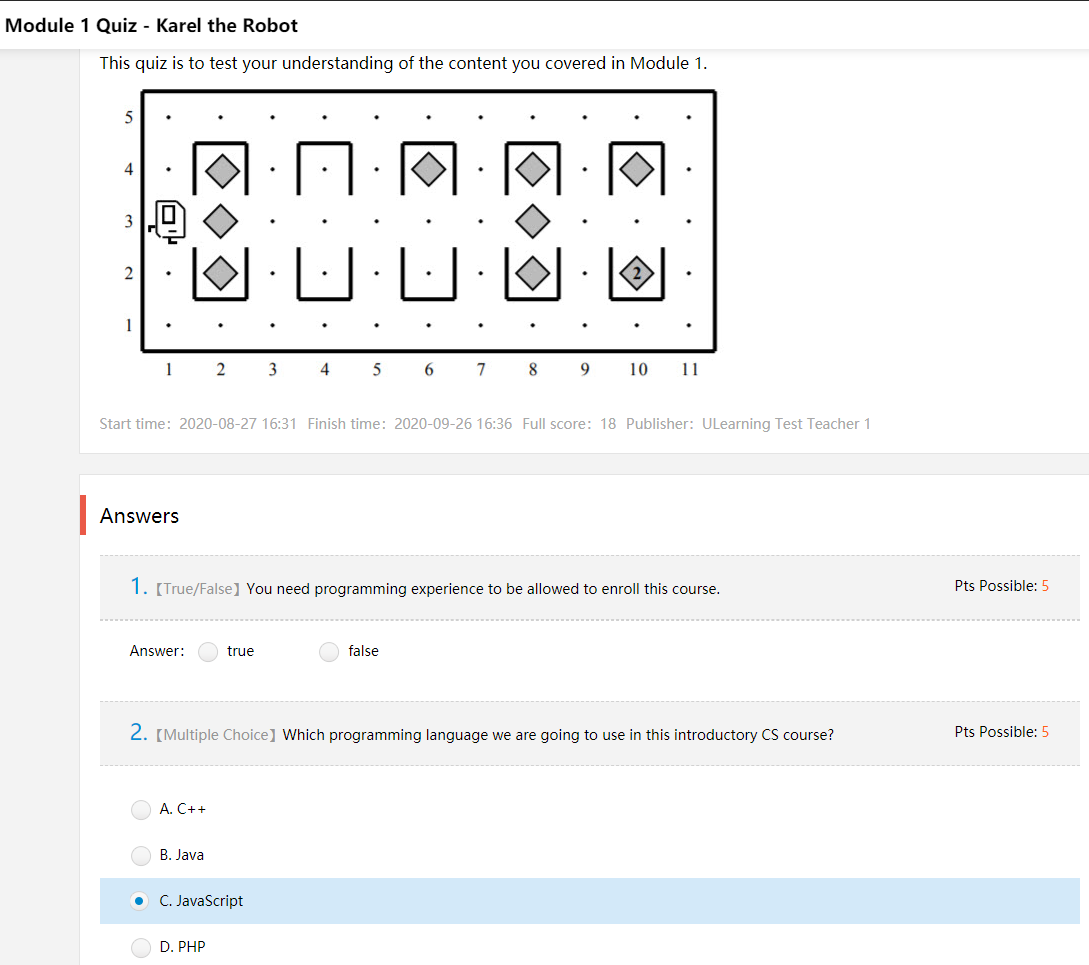 Module 1 Quiz - Karel the Robot
This quiz is to test your understanding of the content you covered in Module 1.
5
4
3
2
2
1
1 2 3 4 5 6 7 8 9 10 11
Start time：2020-08-27 16:31 Finish time：2020-09-26 16:36 Full score：18 Publisher：ULearning Test Teacher 1
Answers
1.【True/False】You need programming experience to be allowed to enroll this course. Pts Possible: 5
Answer： true false
2.【Multiple Choice】Which programming language we are going to use in this introductory CS course? Pts Possible: 5
A. C++
B. Java
C. JavaScript
D. PHP